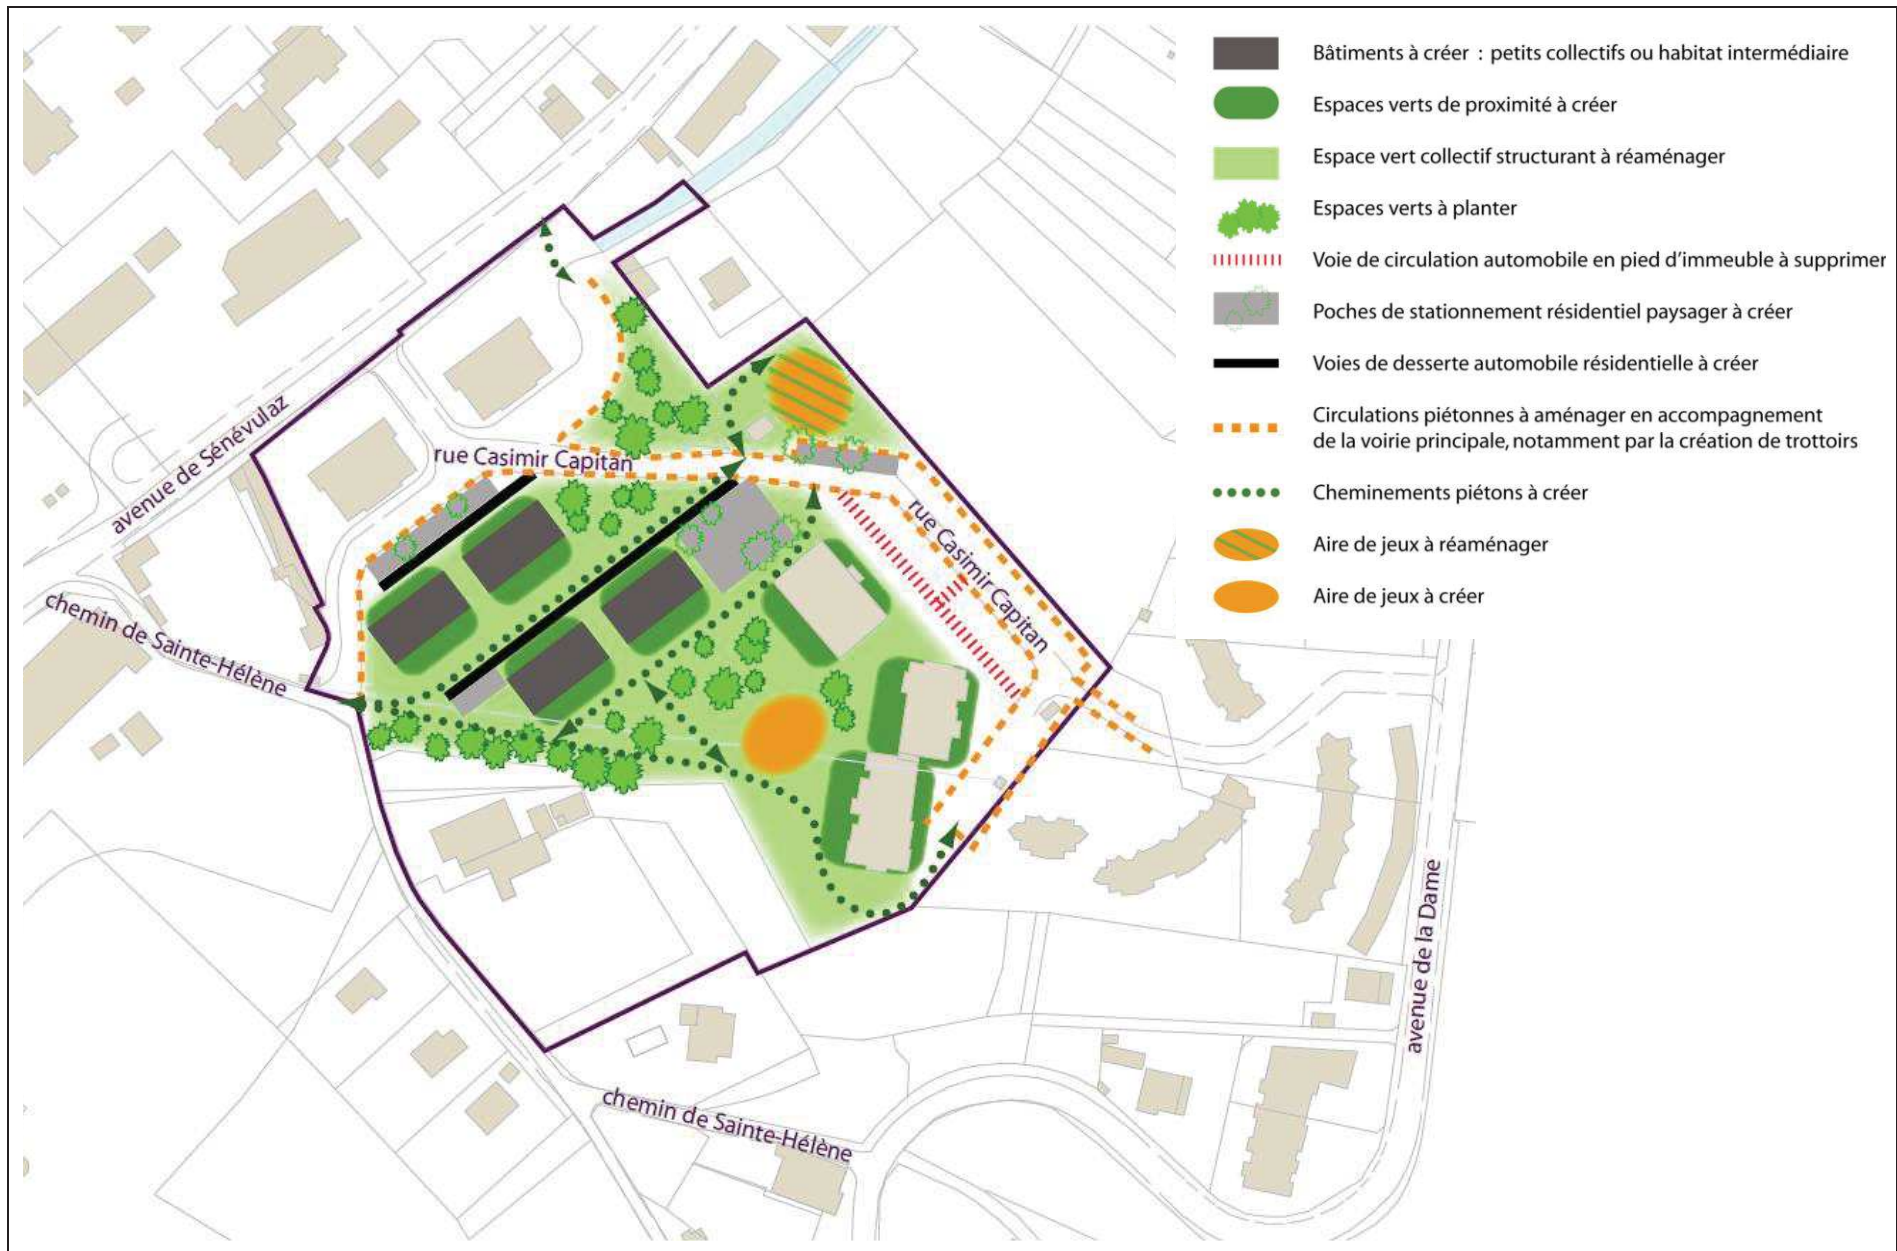 Bâtiments à créer : petits collectifs ou habitat intermédiaire
Espaces verts de proximité à créer
Espace vert collectif structurant à réaménager
Espaces verts à planter
Voie de circulation automobile en pied d'immeuble à supprimer
Poches de stationnement résidentiel paysager à créer
Voies de desserte automobile résidentielle à créer
Circulations piétonnes à aménager en accompagnement
de la voirie principale, notamment par la création de trottoirs
Cheminements piétons à créer
Aire de jeux à réaménager
Aire de jeux à créer
avenue de Sénévulaz
rue Casimir Capitan
rue Casimir Capitan
chemin de Sainte-Hélène
avenue de la Dame
chemin de Sainte-Hélène